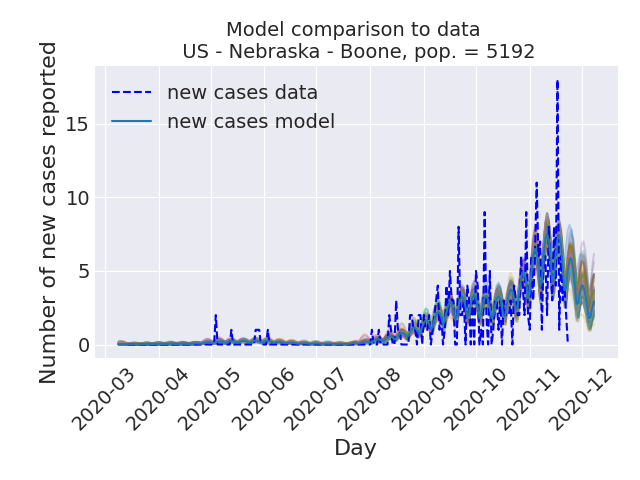 Model comparison to data
US - Nebraska - Boone, pop. = 5192
new cases data
new cases model
Number of new cases reported
15
10
5
0
2020-03
2020-04
2020-05
2020-06
2020-07
2020-08
2020-09
2020-10
2020-11
2020-12
Day